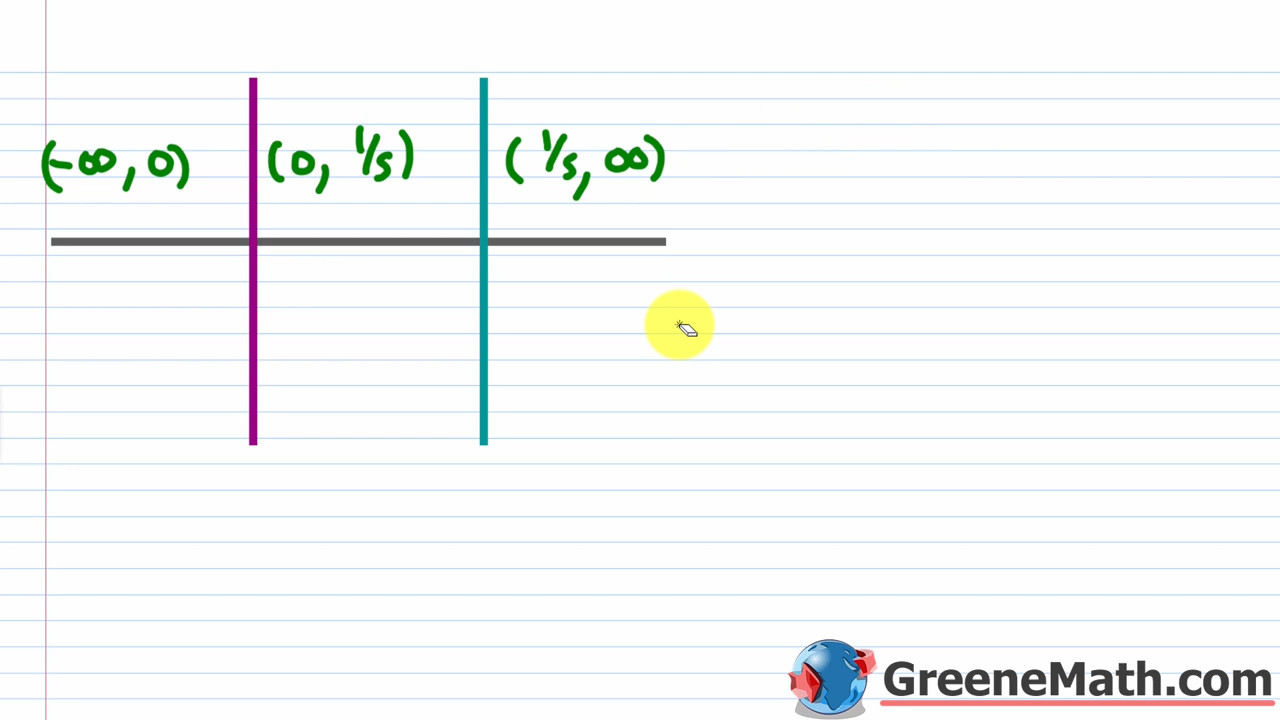 (-∞, 0) (0, 1/5) (1/5, ∞)
GreeneMath.com